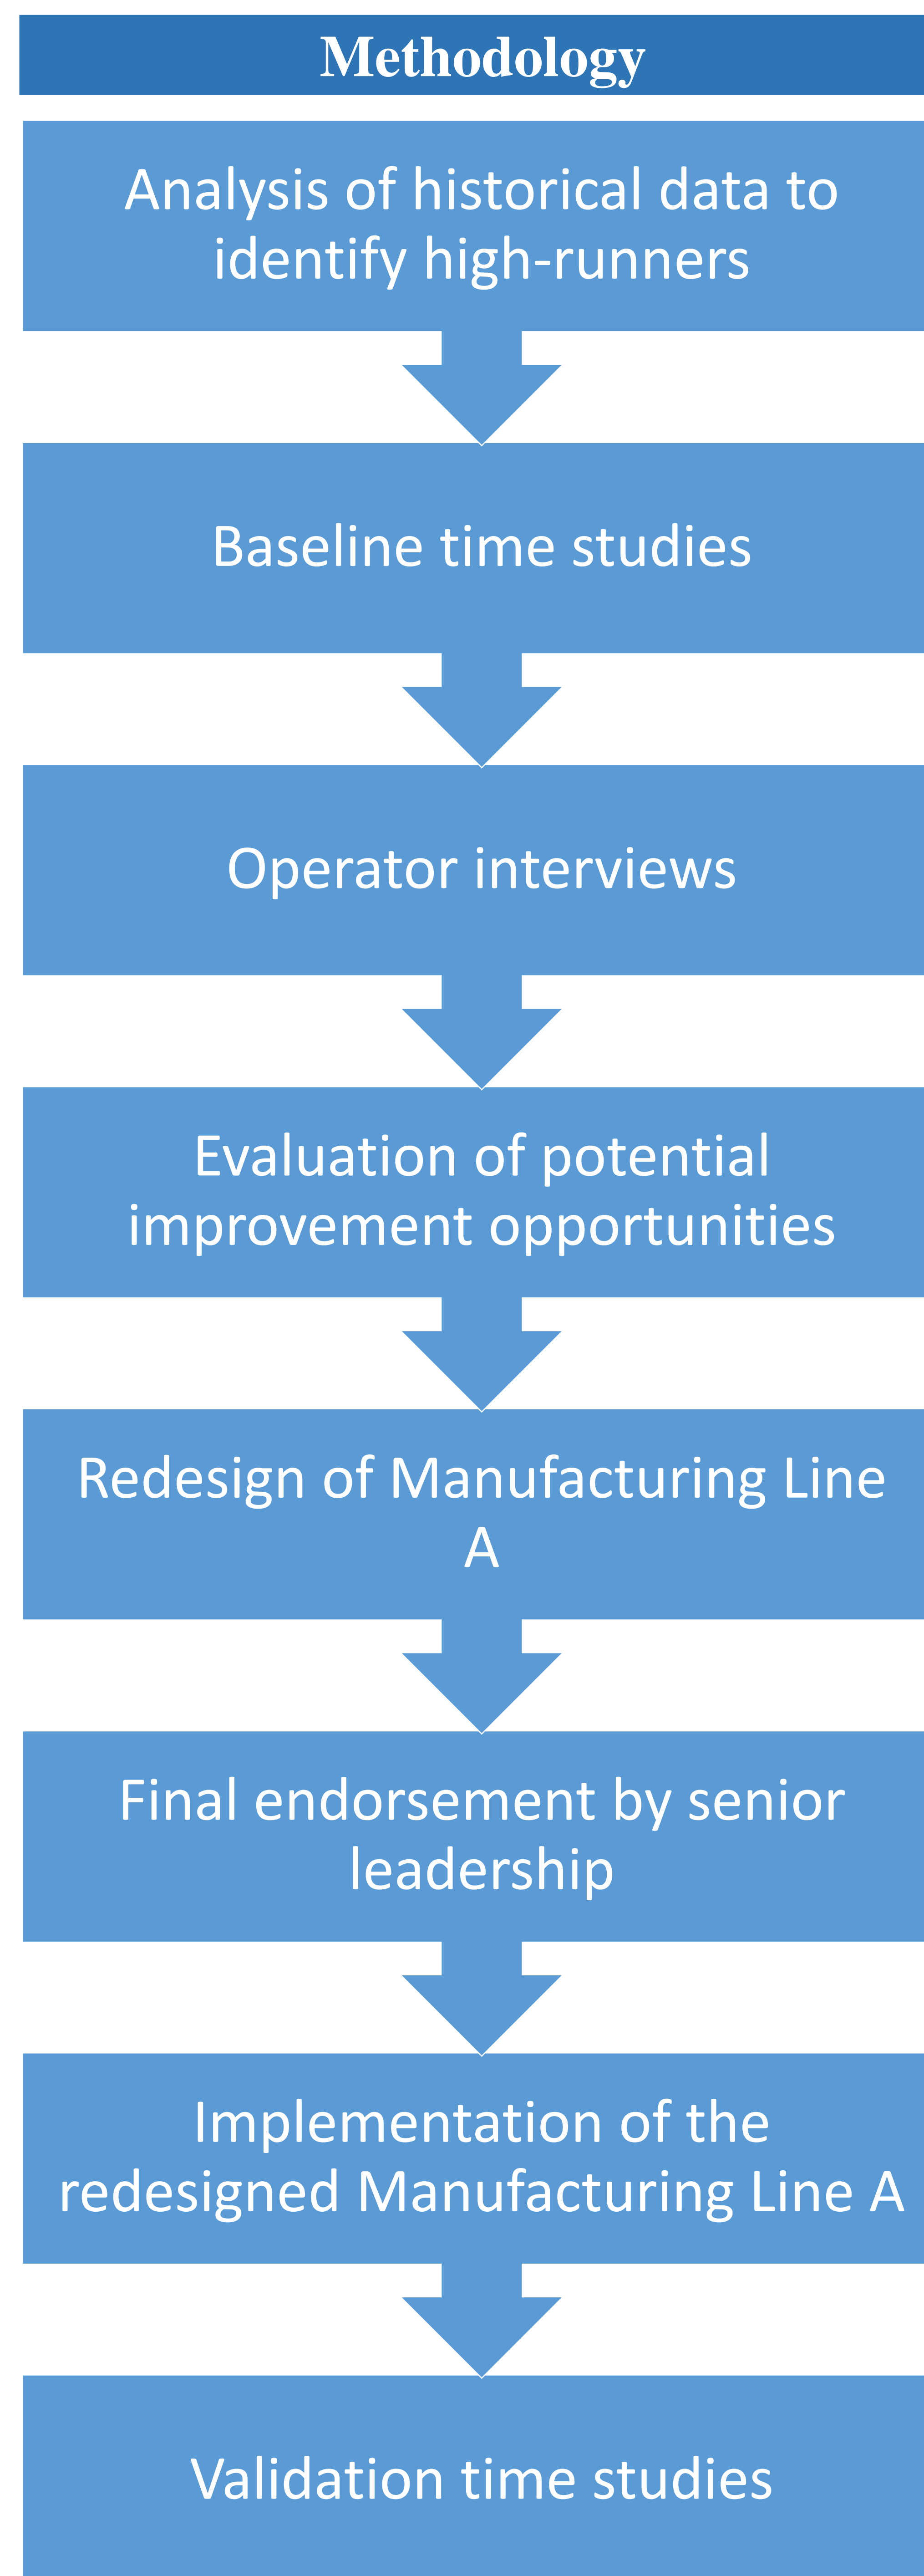 Methodology
Analysis of historical data to
identify high-runners
Baseline time studies
Operator interviews
Evaluation of potential
improvement opportunities
Redesign of Manufacturing Line
A
Final endorsement by senior
leadership
Implementation of the
redesigned Manufacturing Line A
Validation time studies